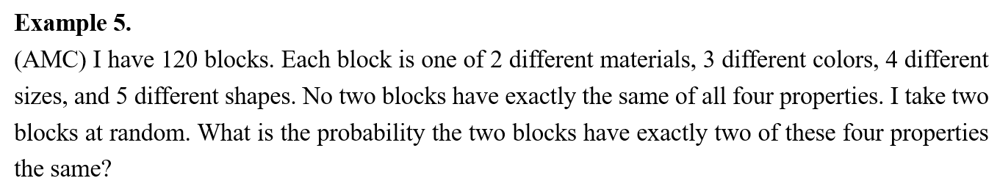 Example 5.
(AMC) I have 120 blocks. Each block is one of 2 different materials, 3 different colors, 4 different
sizes, and 5 different shapes. No two blocks have exactly the same of all four properties. I take two
blocks at random. What is the probability the two blocks have exactly two of these four properties
the same?